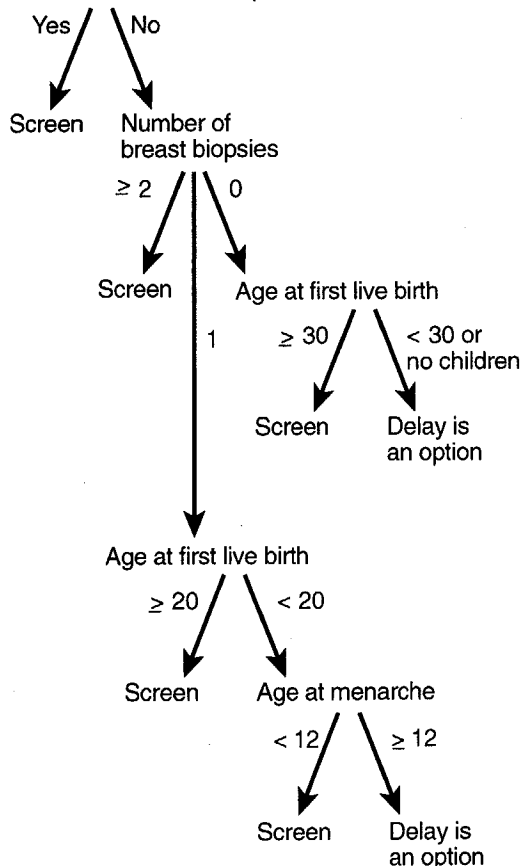 Yes No
Screen
Number of
breast biopsies
≥ 2 0
Screen
Age at first live birth
1
≥ 30
< 30 or
no children
Screen
Delay is
an option
Age at first live birth
≥ 20 < 20
Screen
Age at menarche
< 12 ≥ 12
Screen
Delay is
an option